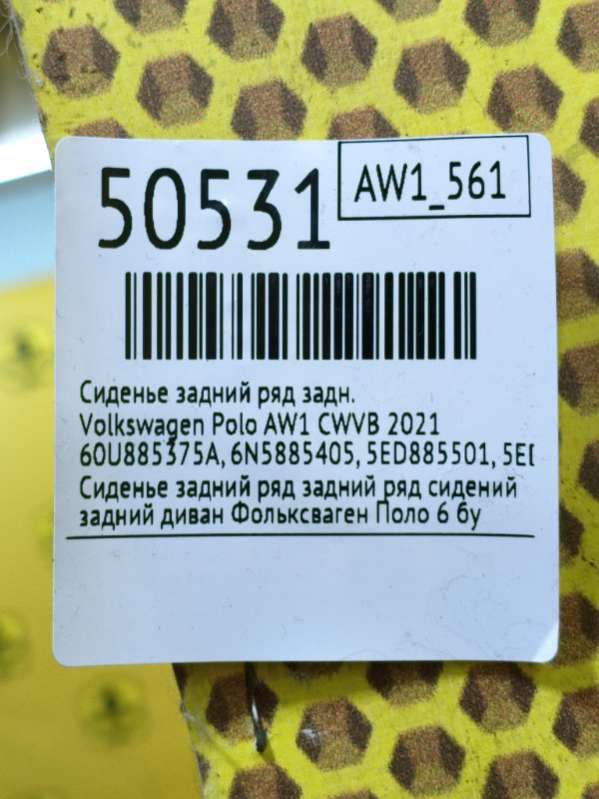 50531
AW1_561
Сиденье задний ряд задн.
Volkswagen Polo AW1 CWVB 2021
60U885375A, 6N5885405, 5ED885501,
Сиденье задний ряд задний ряд сидений
задний диван Фольксваген Поло 6 бу